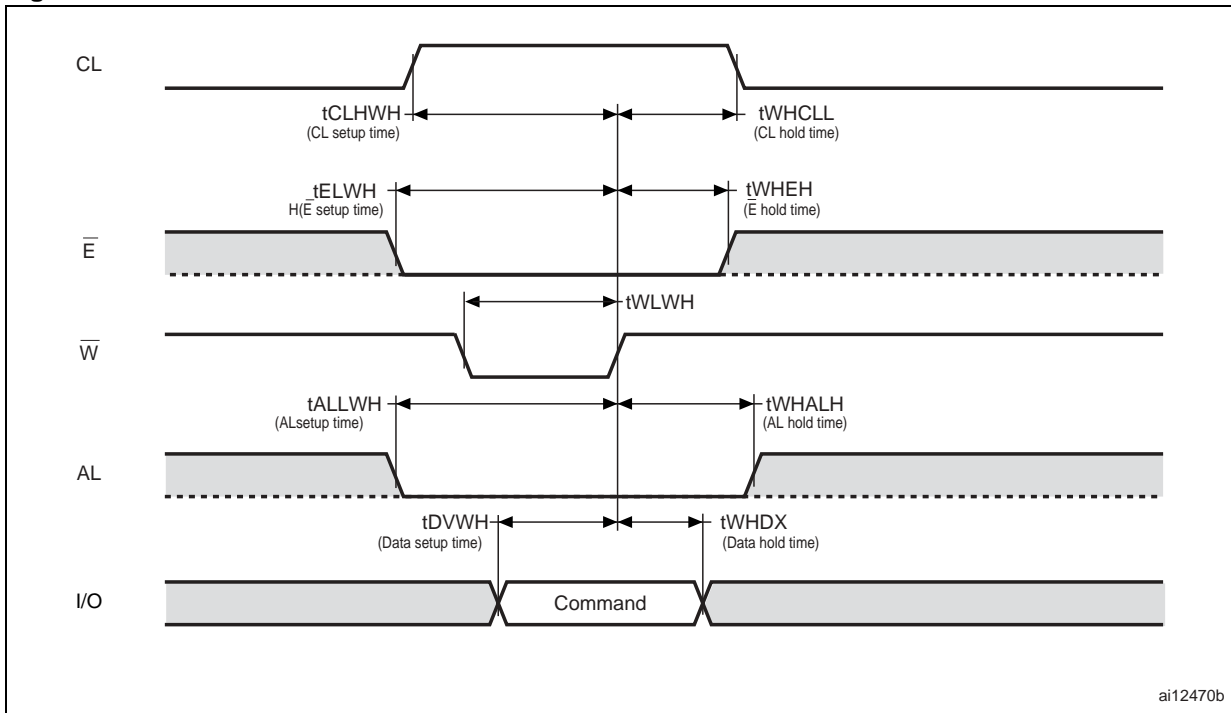 CL
tCLHWH
(CL setup time)
tWHCLL
(CL hold time)
_tELWH
H(E̅ setup time)
tWHEH
(E̅ hold time)
E̅
tWLWH
W̅
tALLWH
(ALsetup time)
tWHALH
(AL hold time)
AL
tDVWH
(Data setup time)
tWHDX
(Data hold time)
I/O
Command
ai12470b